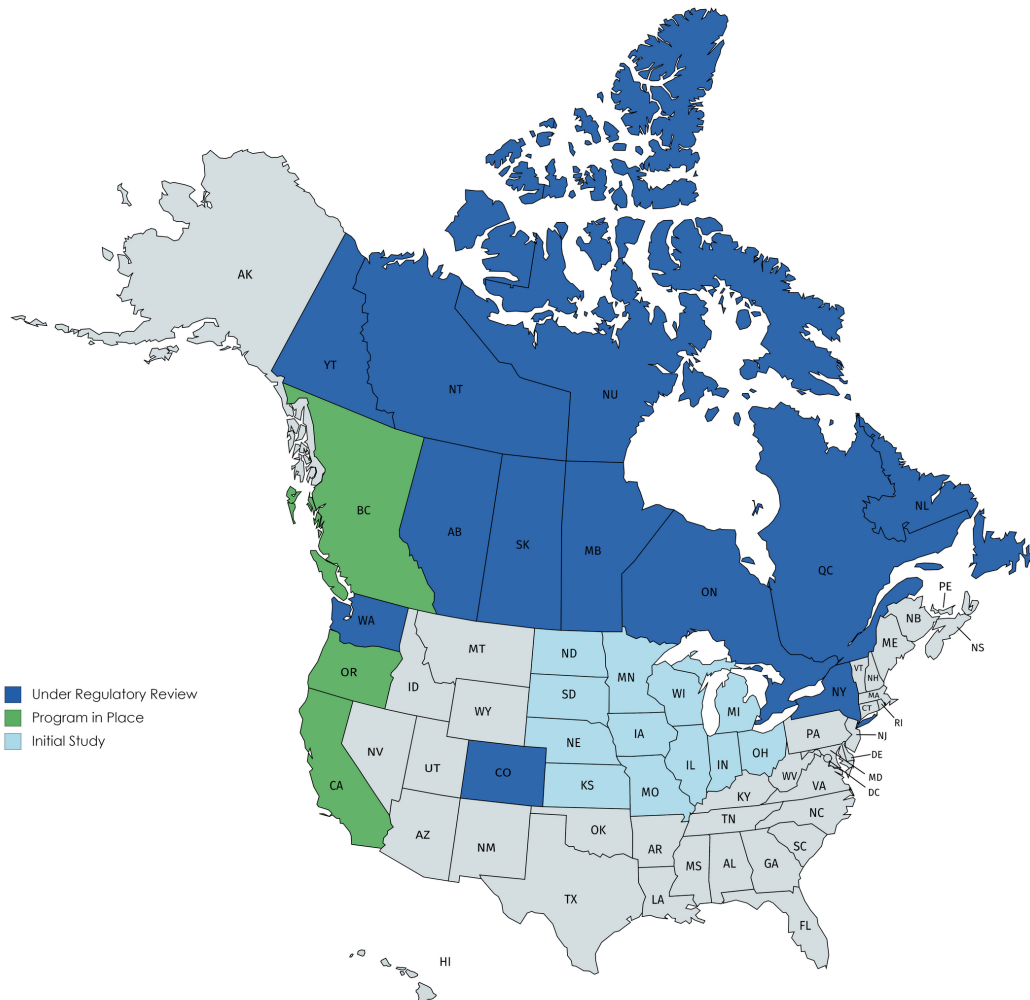 AK
YT
NT
NU
BC
AB
SK
MB
ON
QC
NL
PE
NB
NS
WA
MT
ND
MN
ME
OR
ID
SD
WI
MI
NY
VT
NH
MA
CT
RI
WY
Under Regulatory Review
Program in Place
Initial Study
NV
UT
CO
NE
IA
IL
IN
OH
PA
NJ
DE
MD
DC
CA
KS
MO
KY
WV
VA
AZ
NM
OK
AR
TN
NC
SC
TX
LA
MS
AL
GA
FL
HI